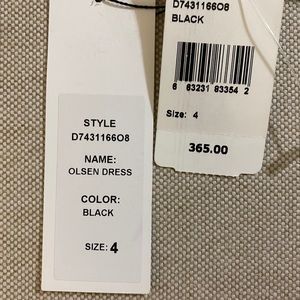 D7431166O8
BLACK
6 63231 83354 2
Size: 4
365.00
STYLE
D7431166O8
NAME:
OLSEN DRESS
COLOR:
BLACK
SIZE: 4